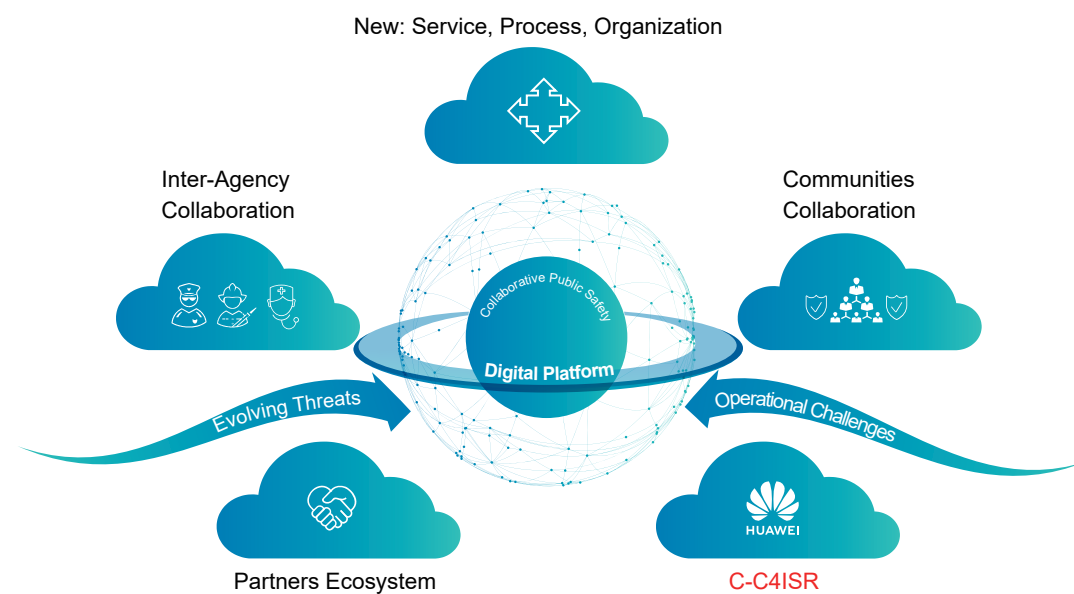 New: Service, Process, Organization
Inter-Agency
Collaboration
Communities
Collaboration
Collaborative Public Safety
Digital Platform
Evolving Threats
Operational Challenges
HUAWEI
Partners Ecosystem
C-C4ISR